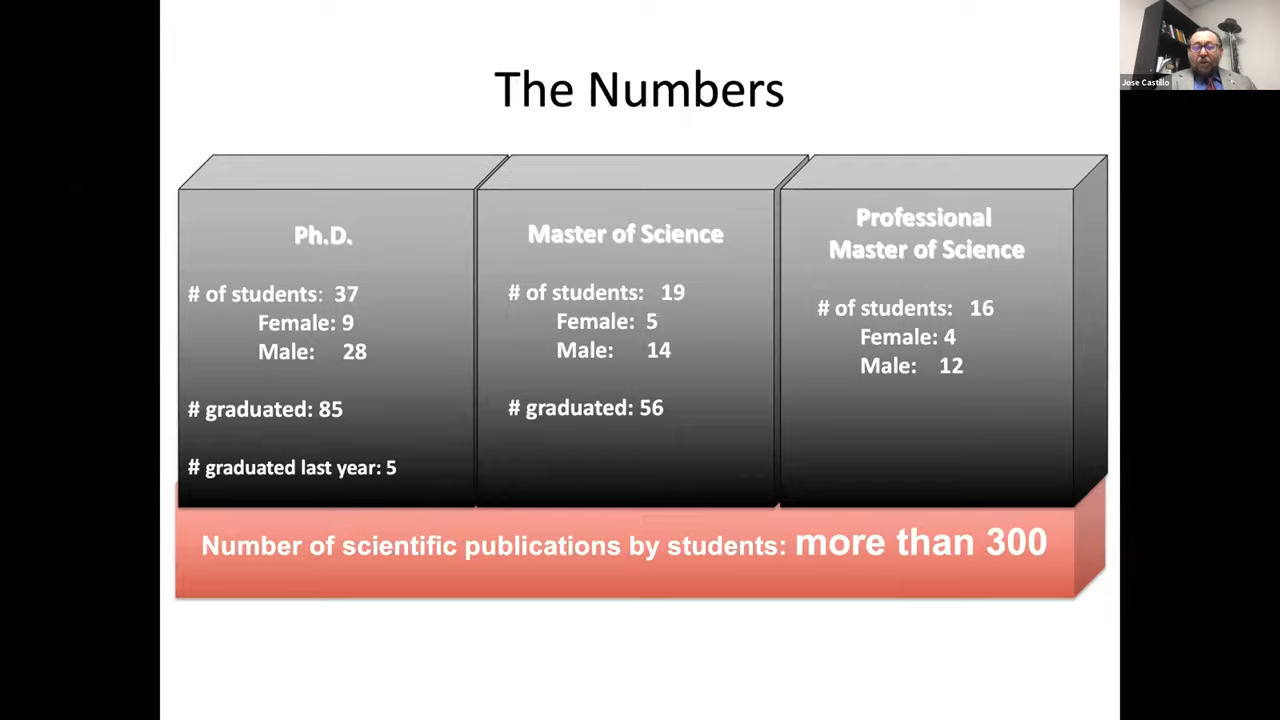 The Numbers
Jose Castillo
Ph.D.
# of students: 37
Female: 9
Male: 28
# graduated: 85
# graduated last year: 5
Master of Science
# of students: 19
Female: 5
Male: 14
# graduated: 56
Professional
Master of Science
# of students: 16
Female: 4
Male: 12
Number of scientific publications by students: more than 300